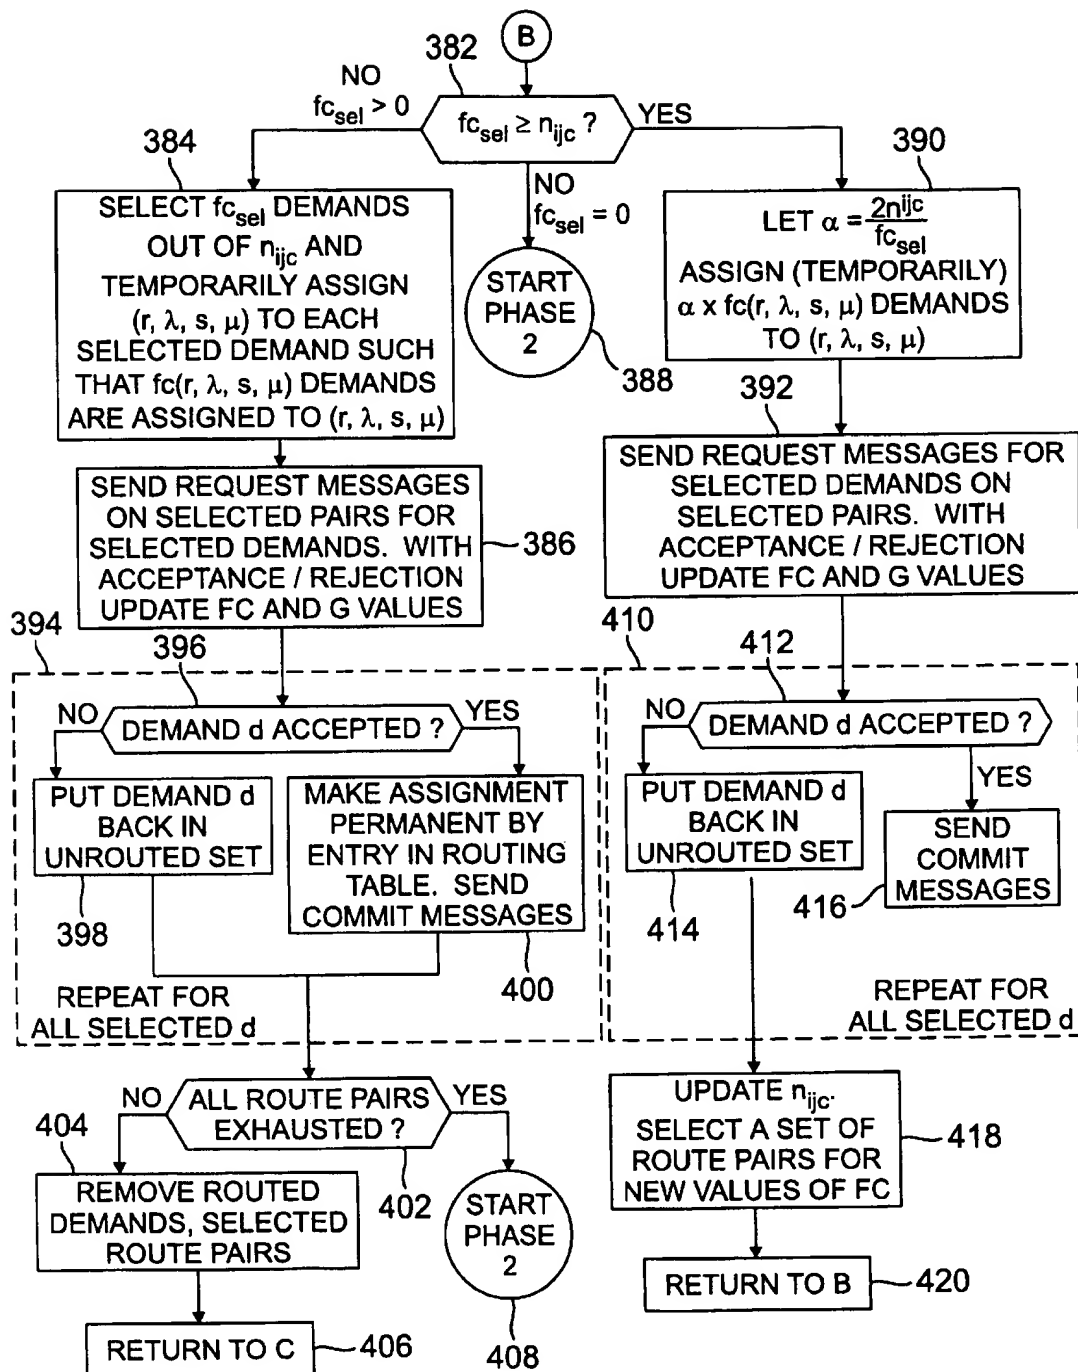 B
382
NO
fc_sel > 0
fc_sel ≥ n_ijc ?
YES
384
390
NO
fc_sel = 0
SELECT fc_sel DEMANDS
OUT OF n_ijc AND
TEMPORARILY ASSIGN
(r, λ, s, μ) TO EACH
SELECTED DEMAND SUCH
THAT fc(r, λ, s, μ) DEMANDS
ARE ASSIGNED TO (r, λ, s, μ)
START
PHASE
2
388
LET α = 2n^ijc / fc_sel
ASSIGN (TEMPORARILY)
α x fc(r, λ, s, μ) DEMANDS
TO (r, λ, s, μ)
392
SEND REQUEST MESSAGES
ON SELECTED PAIRS FOR
SELECTED DEMANDS. WITH
ACCEPTANCE / REJECTION
UPDATE FC AND G VALUES
386
SEND REQUEST MESSAGES FOR
SELECTED DEMANDS ON
SELECTED PAIRS. WITH
ACCEPTANCE / REJECTION
UPDATE FC AND G VALUES
394
396
NO
DEMAND d ACCEPTED ?
YES
PUT DEMAND d
BACK IN
UNROUTED SET
398
MAKE ASSIGNMENT
PERMANENT BY
ENTRY IN ROUTING
TABLE. SEND
COMMIT MESSAGES
400
REPEAT FOR
ALL SELECTED d
410
412
NO
DEMAND d ACCEPTED ?
YES
PUT DEMAND d
BACK IN
UNROUTED SET
414
SEND
COMMIT
MESSAGES
416
REPEAT FOR
ALL SELECTED d
NO
ALL ROUTE PAIRS
EXHAUSTED ?
YES
402
404
REMOVE ROUTED
DEMANDS, SELECTED
ROUTE PAIRS
START
PHASE
2
408
RETURN TO C
406
UPDATE n_ijc.
SELECT A SET OF
ROUTE PAIRS FOR
NEW VALUES OF FC
418
RETURN TO B
420